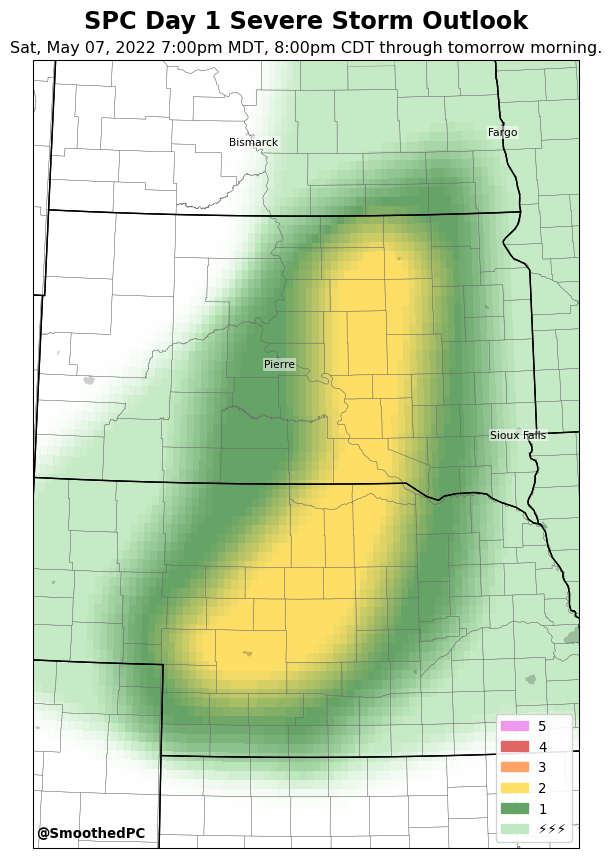 SPC Day 1 Severe Storm Outlook
Sat, May 07, 2022 7:00pm MDT, 8:00pm CDT through tomorrow morning.
Fargo
Bismarck
Pierre
Sioux Falls
5
4
3
2
1
⚡⚡⚡
@SmoothedPC